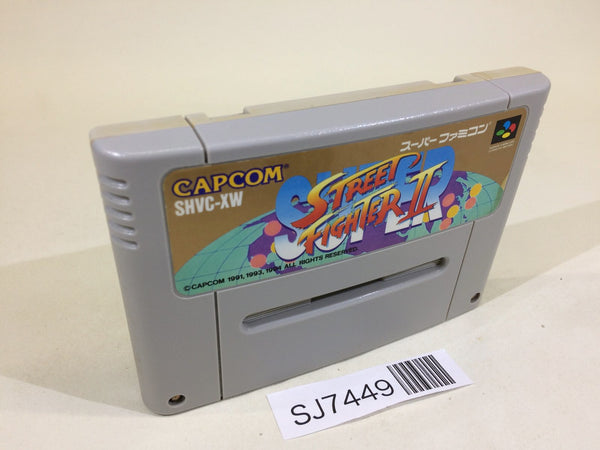 スーパーファミコン
CAPCOM
SHVC-XW
SUPER
STREET
FIGHTER II
©CAPCOM 1991,1993,1994 ALL RIGHTS RESERVED.
SJ7449